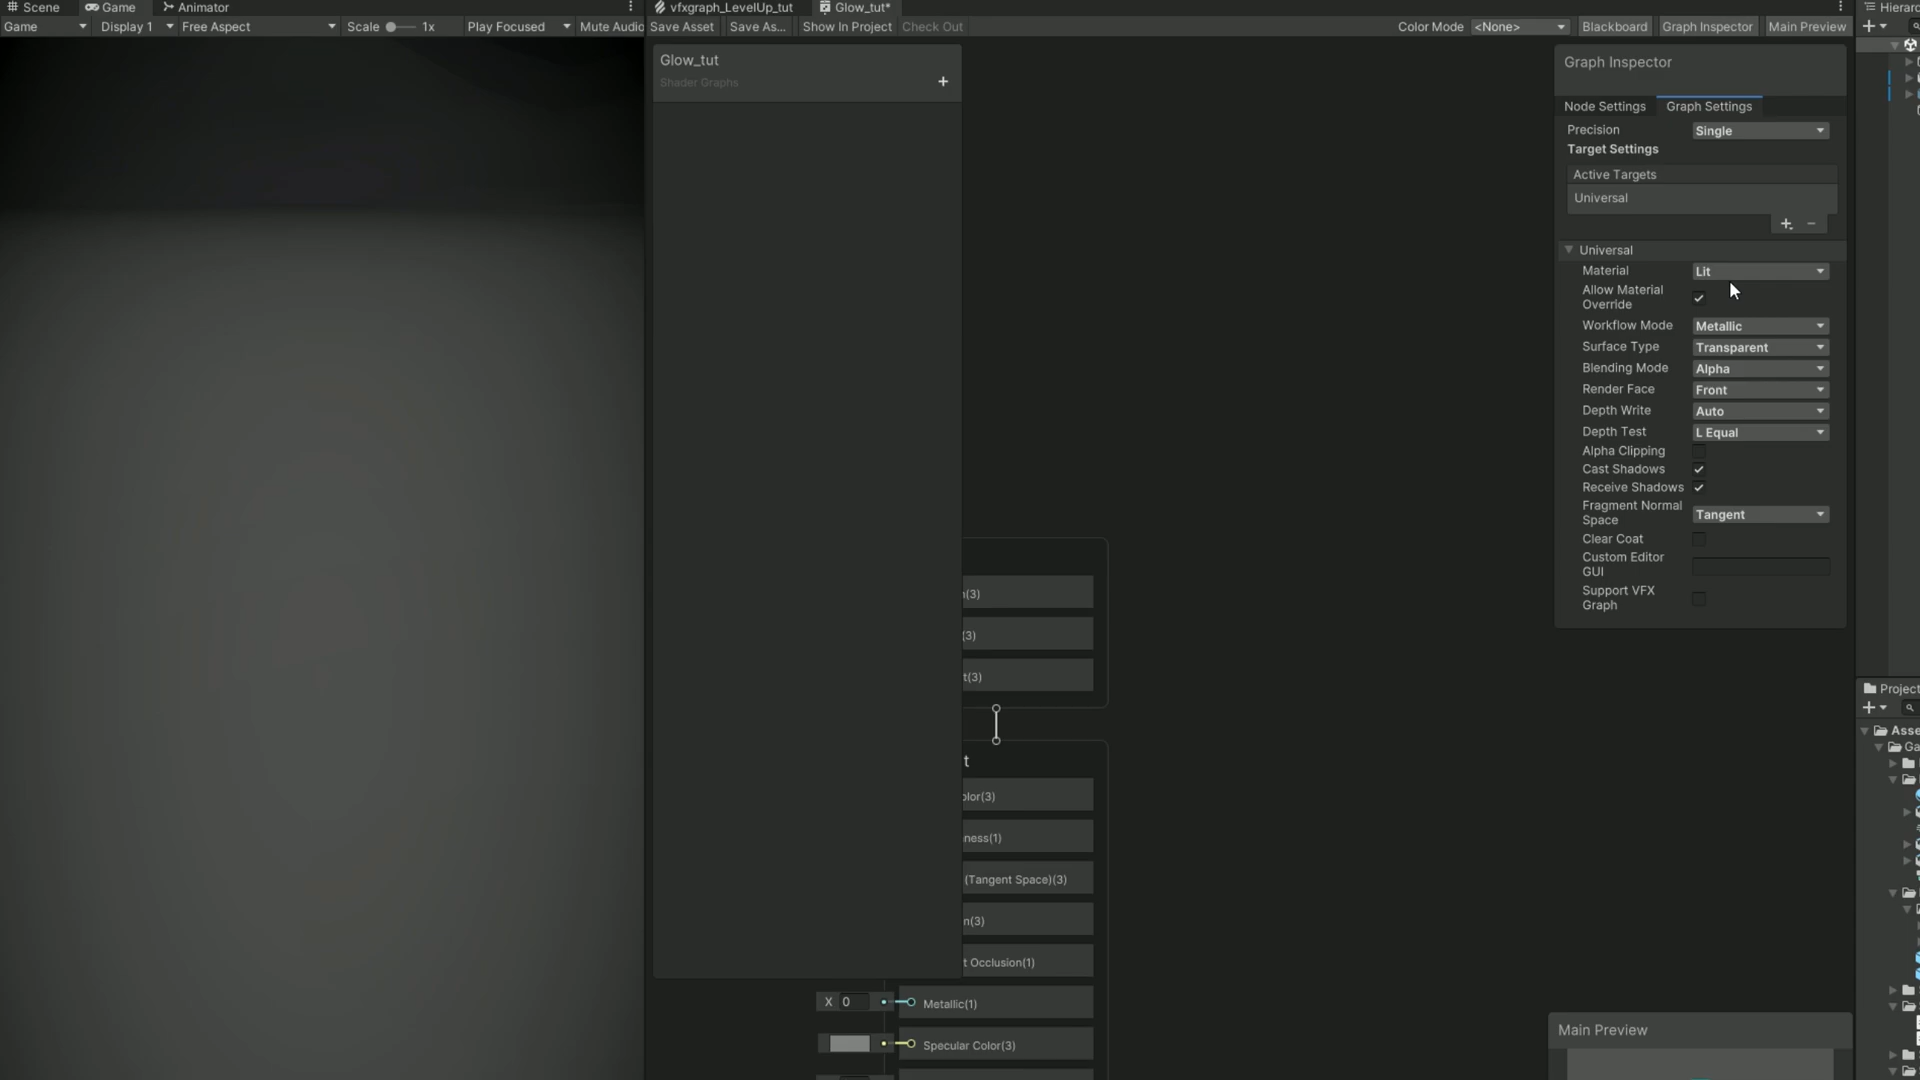 Scene Game Animator
Game Display 1 Free Aspect Scale 1x Play Focused Mute Audio
vfxgraph_LevelUp_tut Glow_tut*
Save Asset Save As... Show In Project Check Out Color Mode <None> Blackboard Graph Inspector Main Preview
Glow_tut
Shader Graphs
+
(3)
(3)
t(3)
t
olor(3)
ness(1)
(Tangent Space)(3)
n(3)
t Occlusion(1)
X 0 Metallic(1)
Specular Color(3)
Graph Inspector
Node Settings Graph Settings
Precision Single
Target Settings
Active Targets
Universal
+ -
Universal
Material Lit
Allow Material
Override
Workflow Mode Metallic
Surface Type Transparent
Blending Mode Alpha
Render Face Front
Depth Write Auto
Depth Test L Equal
Alpha Clipping
Cast Shadows
Receive Shadows
Fragment Normal
Space Tangent
Clear Coat
Custom Editor
GUI
Support VFX
Graph
Main Preview
Hierarc
+
Project
+
Asse
Ga